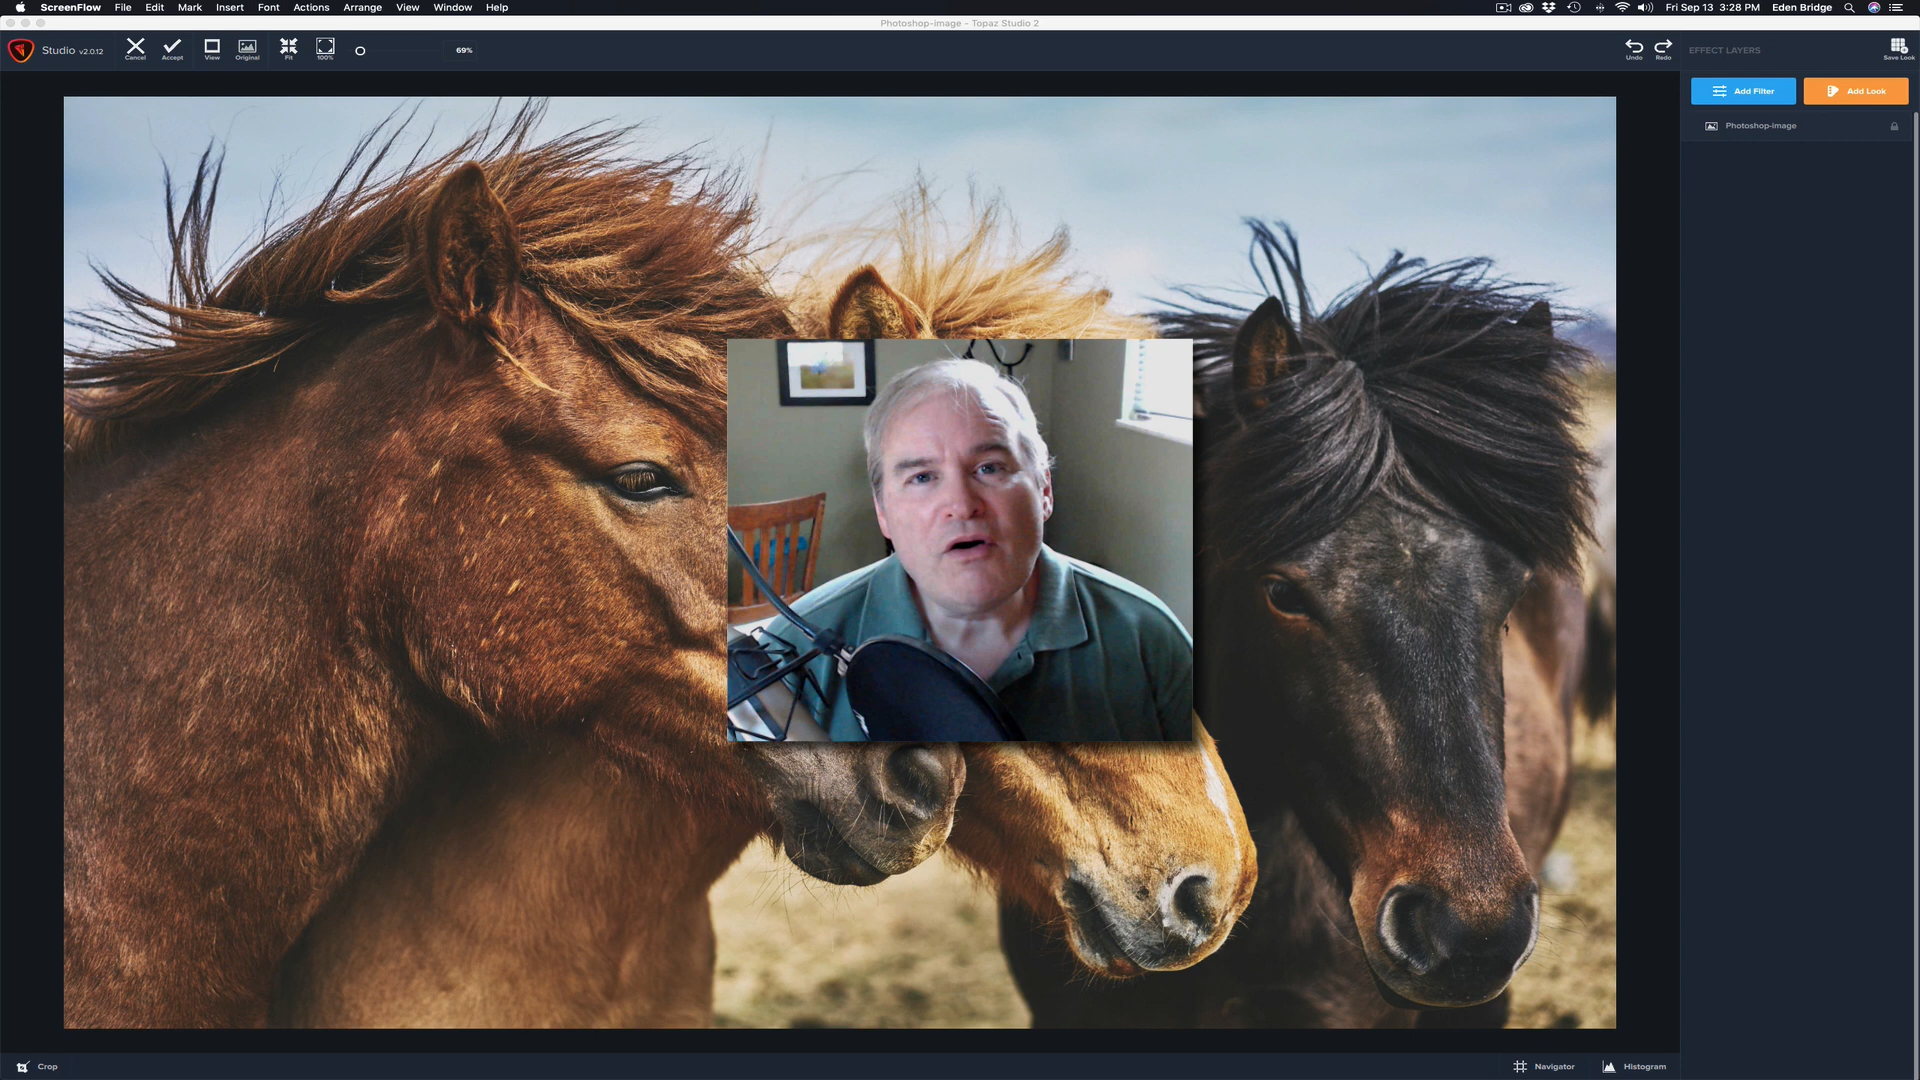 ScreenFlow File Edit Mark Insert Font Actions Arrange View Window Help Fri Sep 13 3:28 PM Eden Bridge
Photoshop-image - Topaz Studio 2
Studio v2.0.12
Cancel
Accept
View
Original
Fit
100%
69%
Undo
Redo
EFFECT LAYERS
Save Look
Add Filter
Add Look
Photoshop-image
Crop
Navigator
Histogram